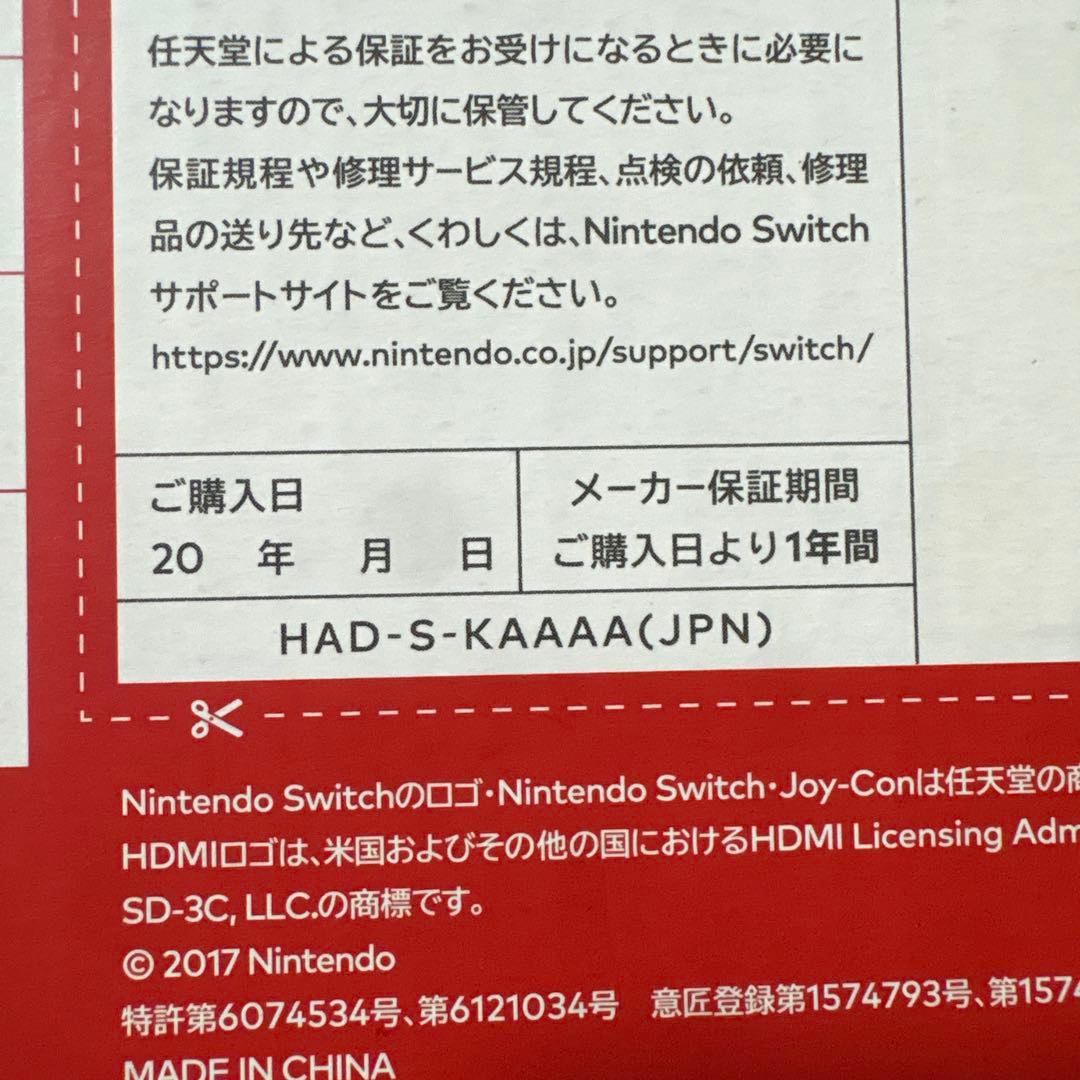 任天堂による保証をお受けになるときに必要に
なりますので、大切に保管してください。
保証規程や修理サービス規程、点検の依頼、修理
品の送り先など、くわしくは、Nintendo Switch
サポートサイトをご覧ください。
https://www.nintendo.co.jp/support/switch/
ご購入日
20 年 月 日
メーカー保証期間
ご購入日より1年間
HAD-S-KAAAA(JPN)
Nintendo Switchのロゴ・Nintendo Switch・Joy-Conは任天堂の商
HDMIロゴは、米国およびその他の国におけるHDMI Licensing Adm
SD-3C, LLC.の商標です。
© 2017 Nintendo
特許第6074534号、第6121034号 意匠登録第1574793号、第1574
MADE IN CHINA